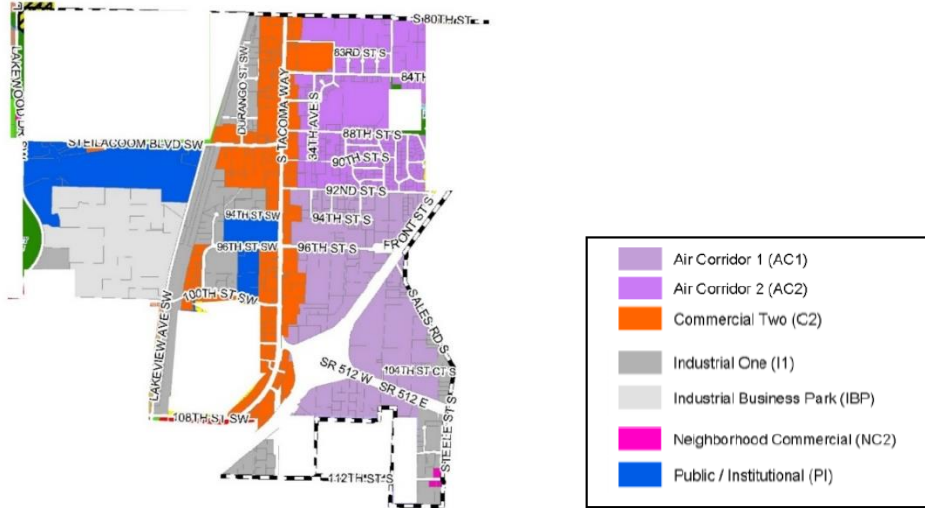 S 80TH ST
LAKEWOOD DR
DURANGO ST SW
S TACOMA WAY
83RD ST S
84TH
34TH AVE S
88TH ST S
STEILACOOM BLVD SW
90TH ST S
92ND ST S
94TH ST SW
94TH ST S
FRONT ST S
96TH ST SW
96TH ST S
100TH ST SW
LAKEVIEW AVE SW
SALES RD S
104TH ST CT S
SR 512 W
SR 512 E
108TH ST SW
STEELE ST S
112TH ST S
Air Corridor 1 (AC1)
Air Corridor 2 (AC2)
Commercial Two (C2)
Industrial One (I1)
Industrial Business Park (IBP)
Neighborhood Commercial (NC2)
Public / Institutional (PI)